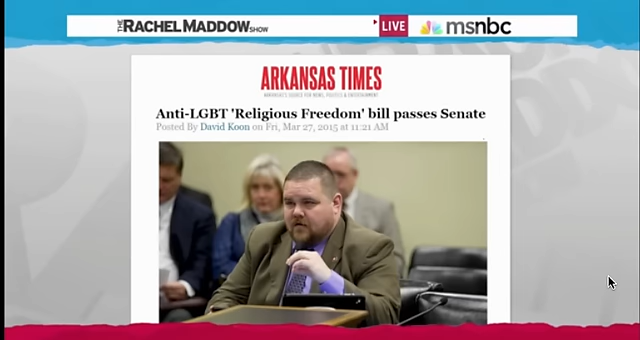 THE RACHEL MADDOW SHOW
LIVE
msnbc
ARKANSAS TIMES
ARKANSAS'S SOURCE FOR NEWS, POLITICS & ENTERTAINMENT
Anti-LGBT 'Religious Freedom' bill passes Senate
Posted By David Koon on Fri, Mar 27, 2015 at 11:21 AM